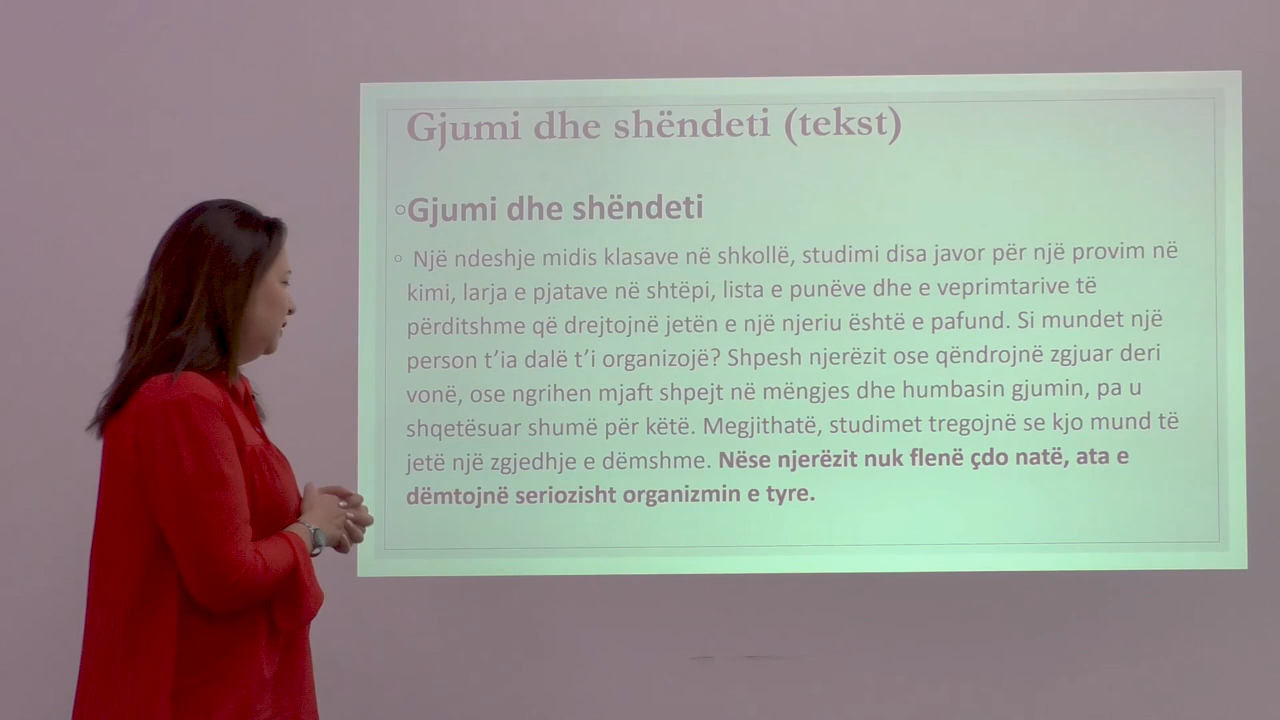 Gjumi dhe shëndeti (tekst)
Gjumi dhe shëndeti
Një ndeshje midis klasave në shkollë, studimi disa javor për një provim në
kimi, larja e pjatave në shtëpi, lista e punëve dhe e veprimtarive të
përditshme që drejtojnë jetën e një njeriu është e pafund. Si mundet një
person t'ia dalë t'i organizojë? Shpesh njerëzit ose qëndrojnë zgjuar deri
vonë, ose ngrihen mjaft shpejt në mëngjes dhe humbasin gjumin, pa u
shqetësuar shumë për këtë. Megjithatë, studimet tregojnë se kjo mund të
jetë një zgjedhje e dëmshme. Nëse njerëzit nuk flenë çdo natë, ata e
dëmtojnë seriozisht organizmin e tyre.